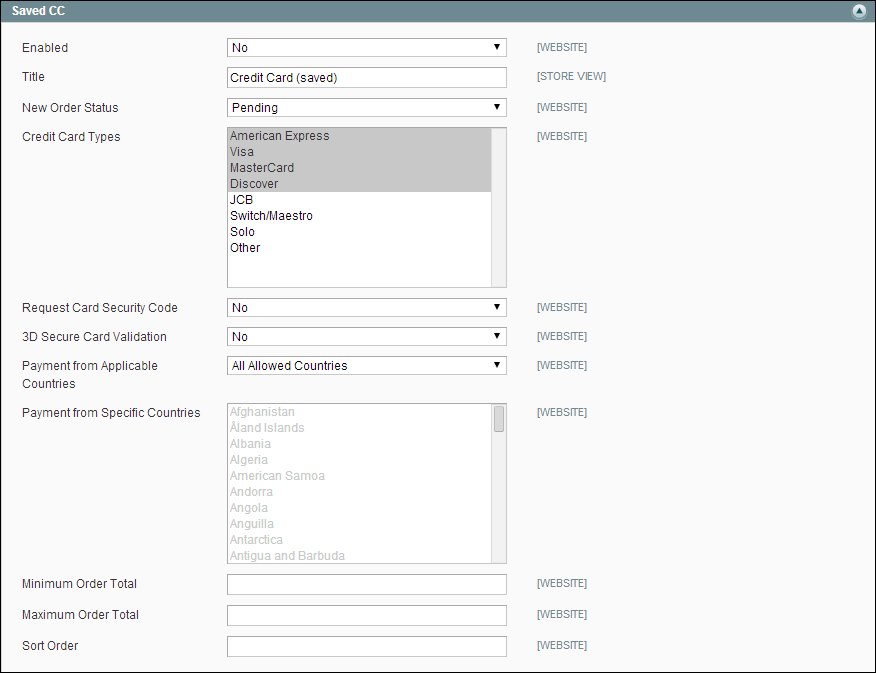 Saved CC
Enabled No [WEBSITE]
Title Credit Card (saved) [STORE VIEW]
New Order Status Pending [WEBSITE]
Credit Card Types American Express [WEBSITE]
Visa
MasterCard
Discover
JCB
Switch/Maestro
Solo
Other
Request Card Security Code No [WEBSITE]
3D Secure Card Validation No [WEBSITE]
Payment from Applicable All Allowed Countries [WEBSITE]
Countries
Payment from Specific Countries Afghanistan [WEBSITE]
Åland Islands
Albania
Algeria
American Samoa
Andorra
Angola
Anguilla
Antarctica
Antigua and Barbuda
Minimum Order Total [WEBSITE]
Maximum Order Total [WEBSITE]
Sort Order [WEBSITE]